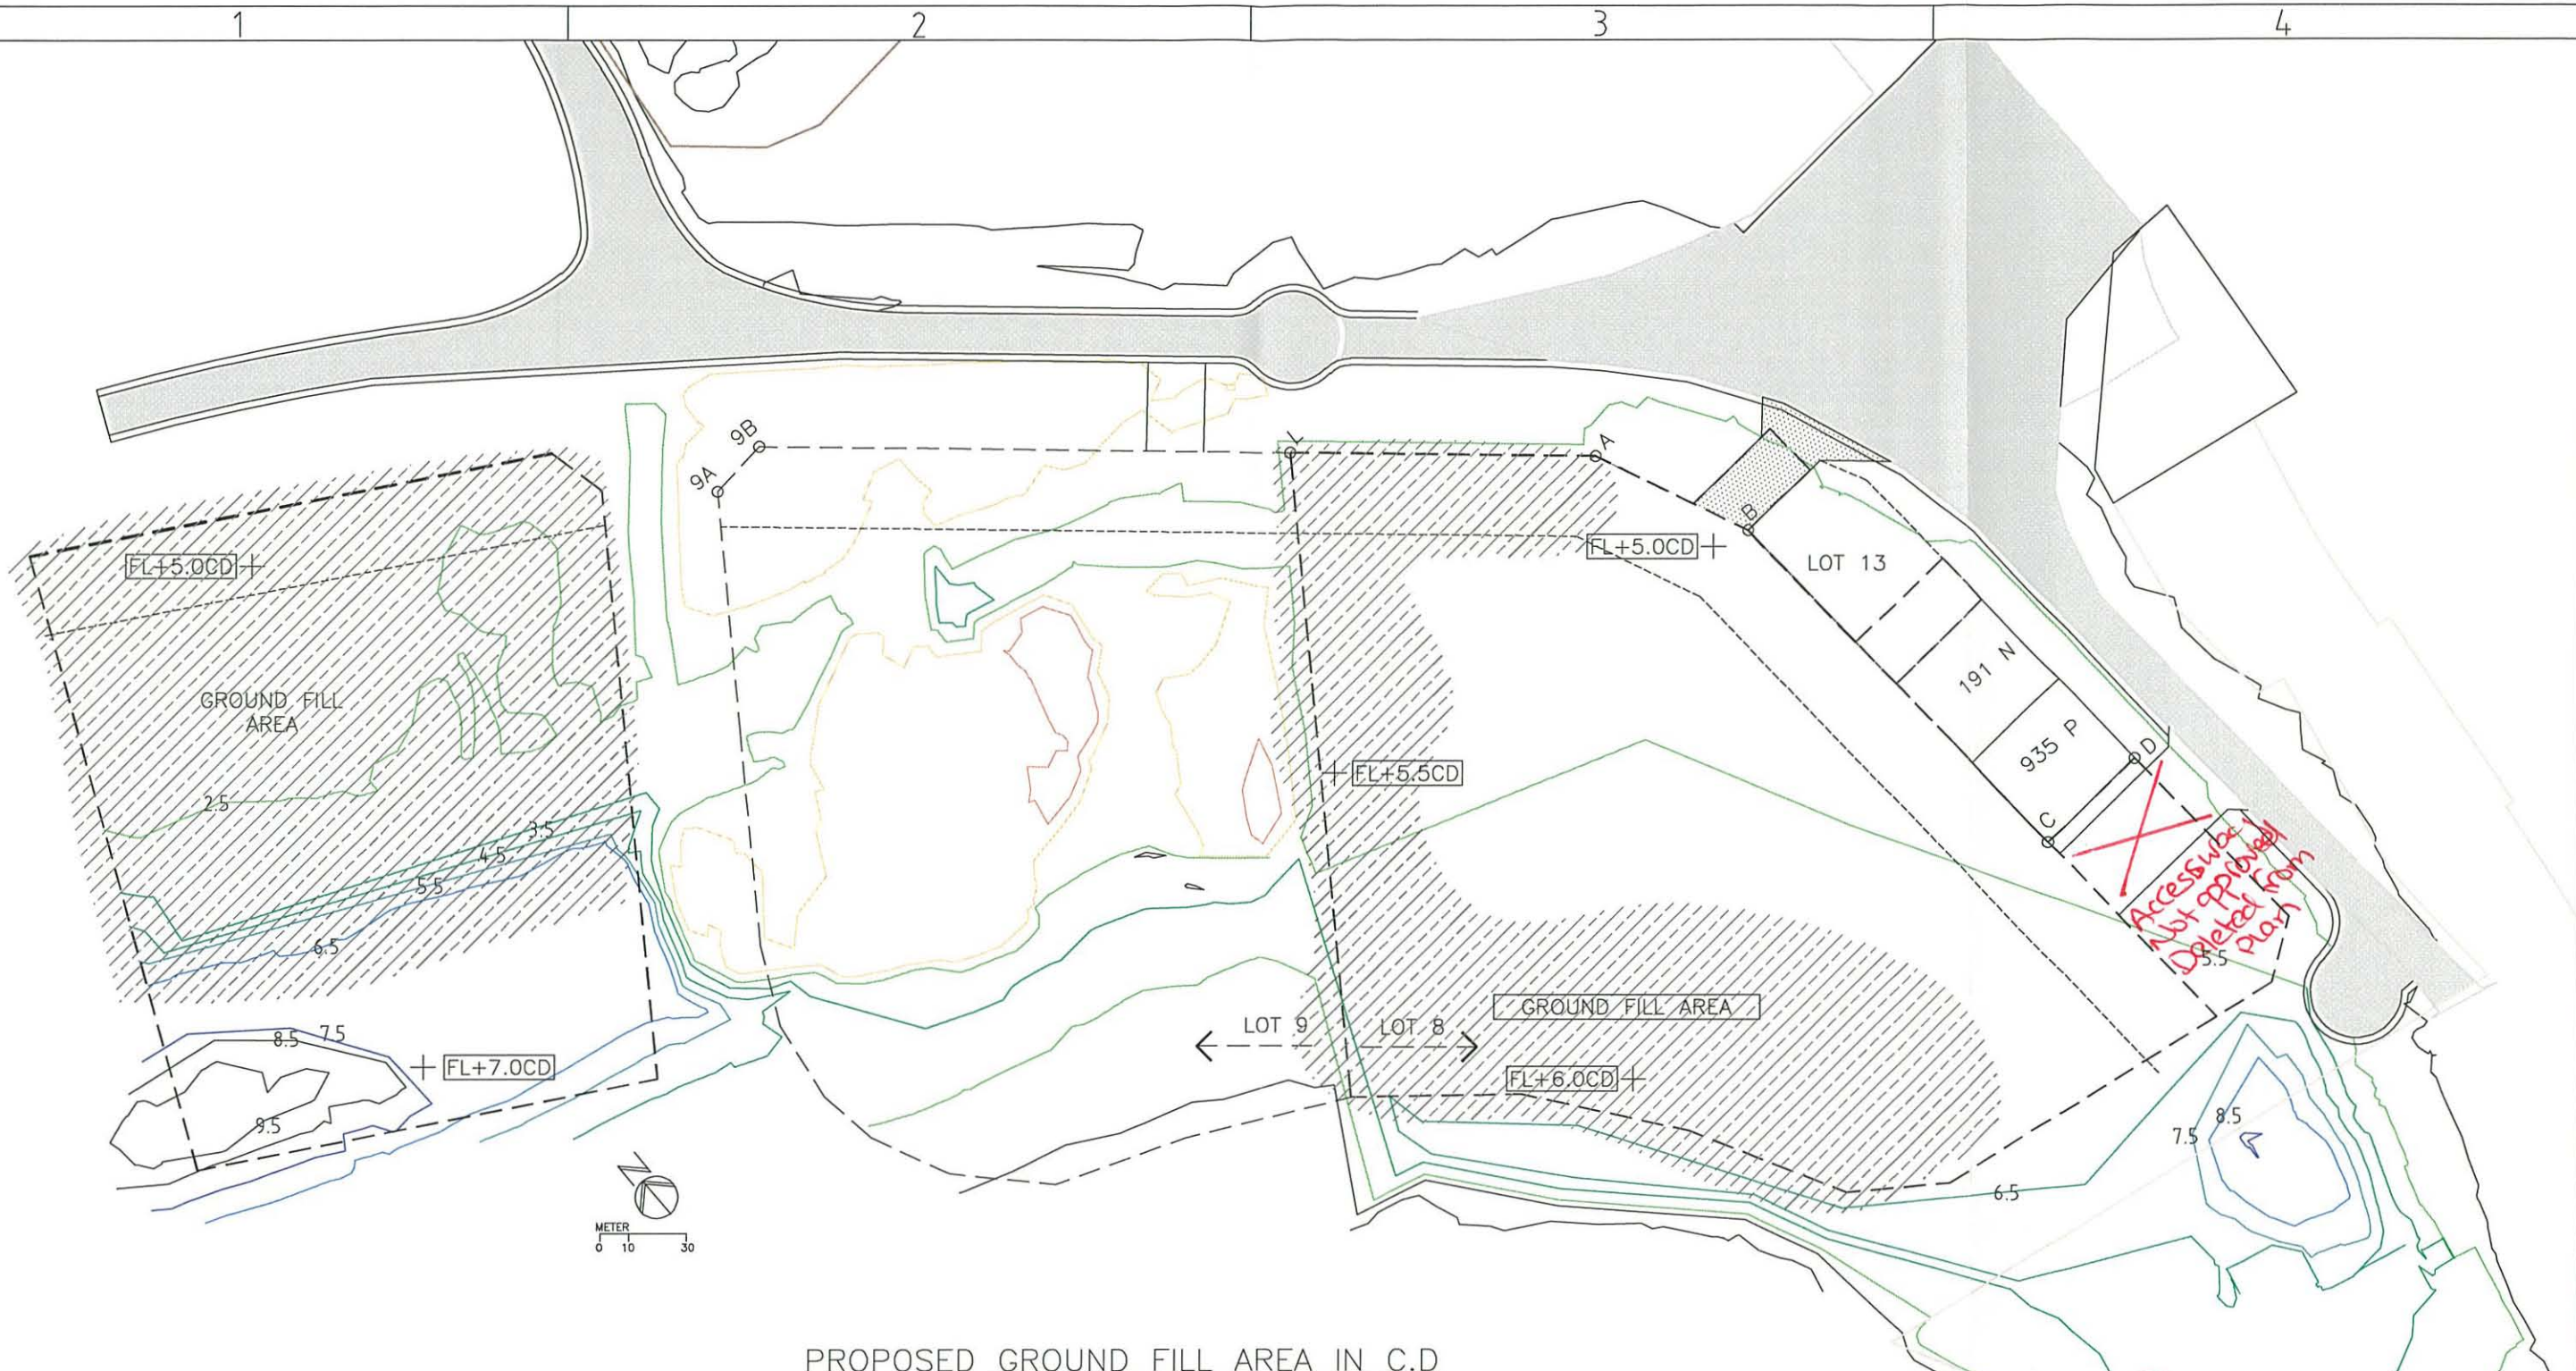 1
2
3
4
9B
9A
L
A
B
FL+5.0CD
FL+5.0CD
LOT 13
191 N
935 P
D
C
GROUND FILL
AREA
FL+5.5CD
2.5
3.5
4.5
5.5
6.5
Accessway
Not approved
Deleted from
plan
5.5
LOT 9
LOT 8
GROUND FILL AREA
8.5
7.5
FL+7.0CD
FL+6.0CD
9.5
8.5
7.5
6.5
N
METER
0 10 30
PROPOSED GROUND FILL AREA IN C.D